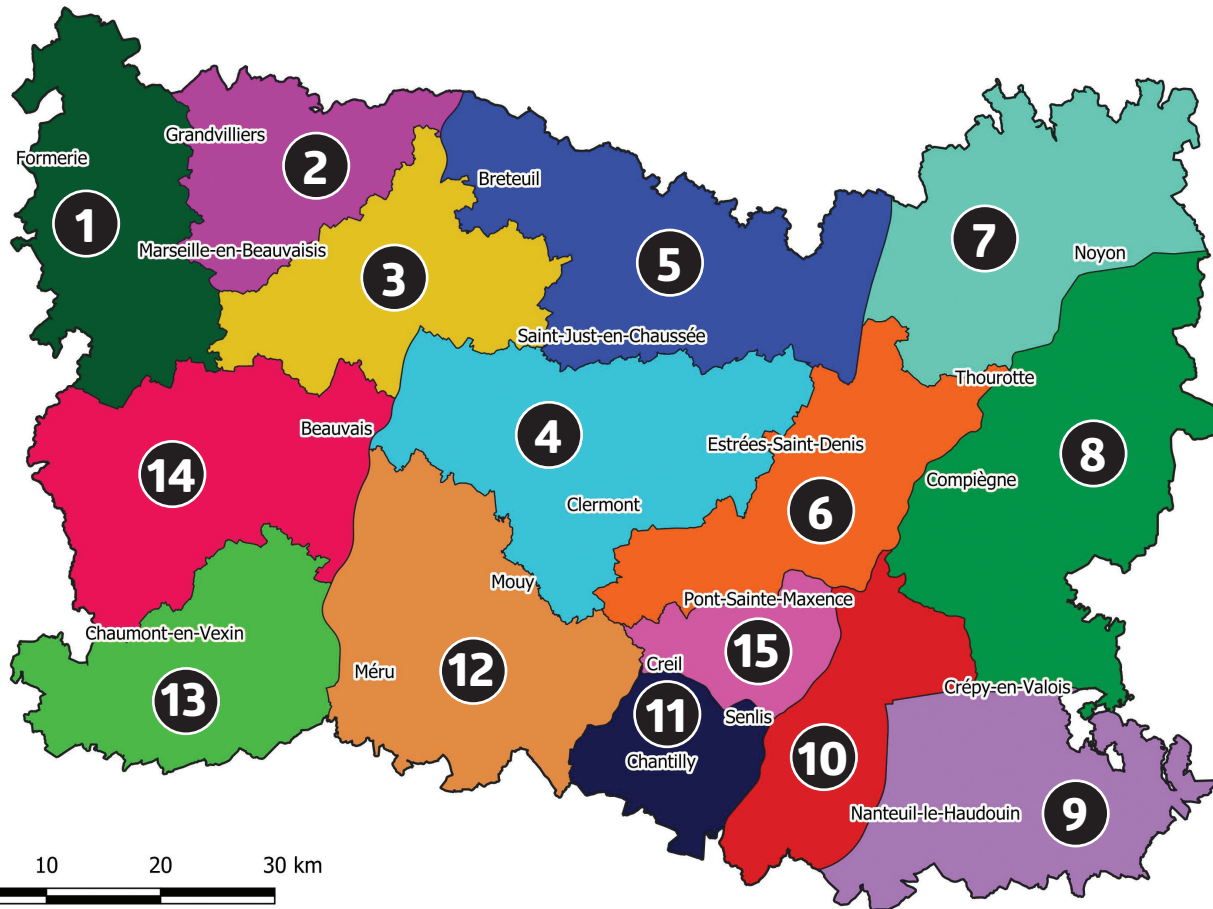 Grandvilliers
Formerie
2
Breteuil
1
Marseille-en-Beauvaisis
7
Noyon
5
3
Saint-Just-en-Chaussée
Thourotte
Beauvais
4
Estrées-Saint-Denis
8
14
Compiègne
Clermont
6
Mouy
Pont-Sainte-Maxence
Chaumont-en-Vexin
15
Creil
Méru
12
Crépy-en-Valois
13
11
Senlis
Chantilly
10
Nanteuil-le-Haudouin
9
10 20 30 km